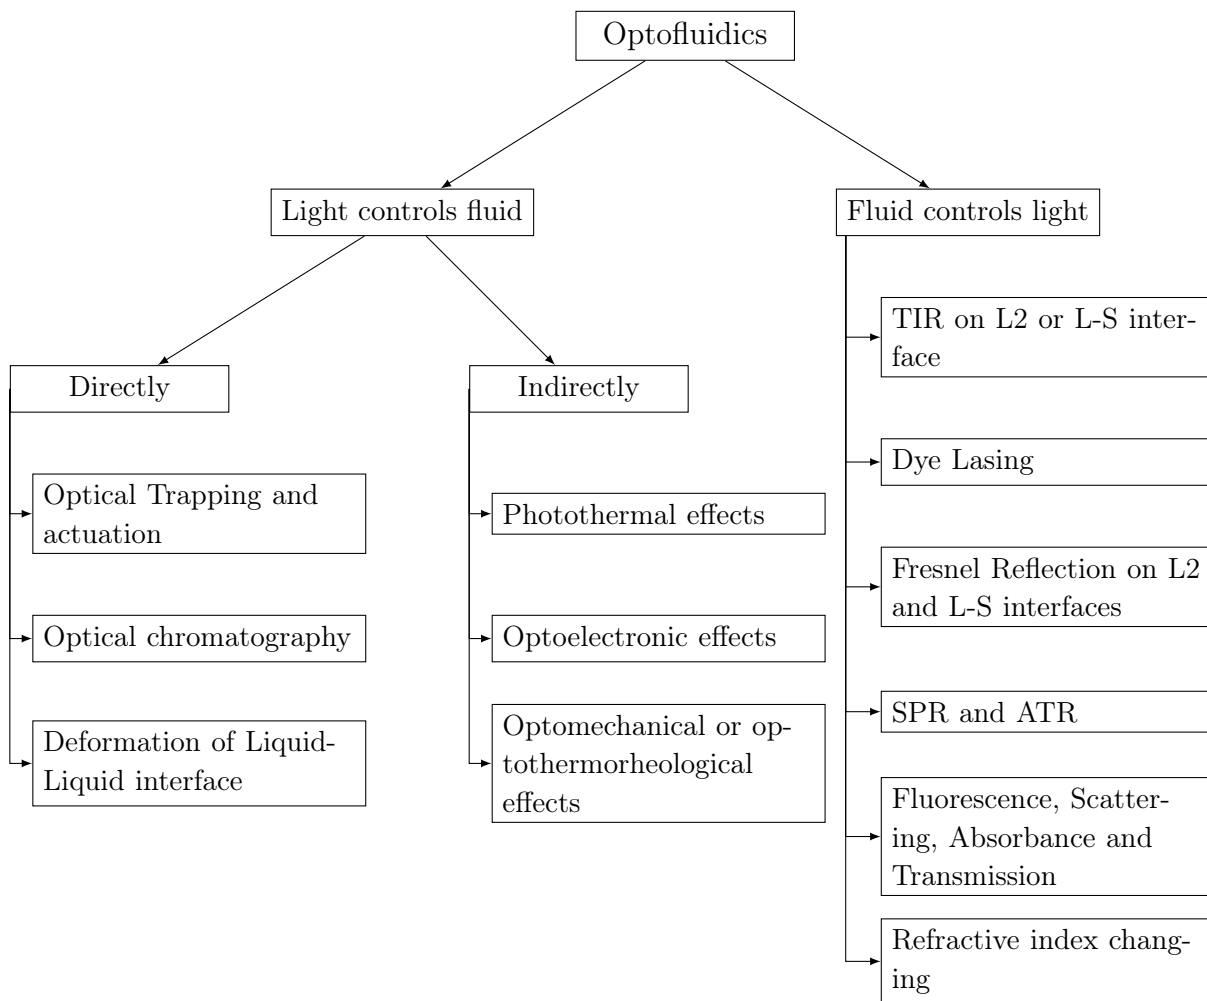 Optofluidics
Light controls fluid
Fluid controls light
Directly
Indirectly
Optical Trapping and
actuation
Optical chromatography
Deformation of Liquid-
Liquid interface
Photothermal effects
Optoelectronic effects
Optomechanical or op-
tothermorheological
effects
TIR on L2 or L-S inter-
face
Dye Lasing
Fresnel Reflection on L2
and L-S interfaces
SPR and ATR
Fluorescence, Scatter-
ing, Absorbance and
Transmission
Refractive index chang-
ing